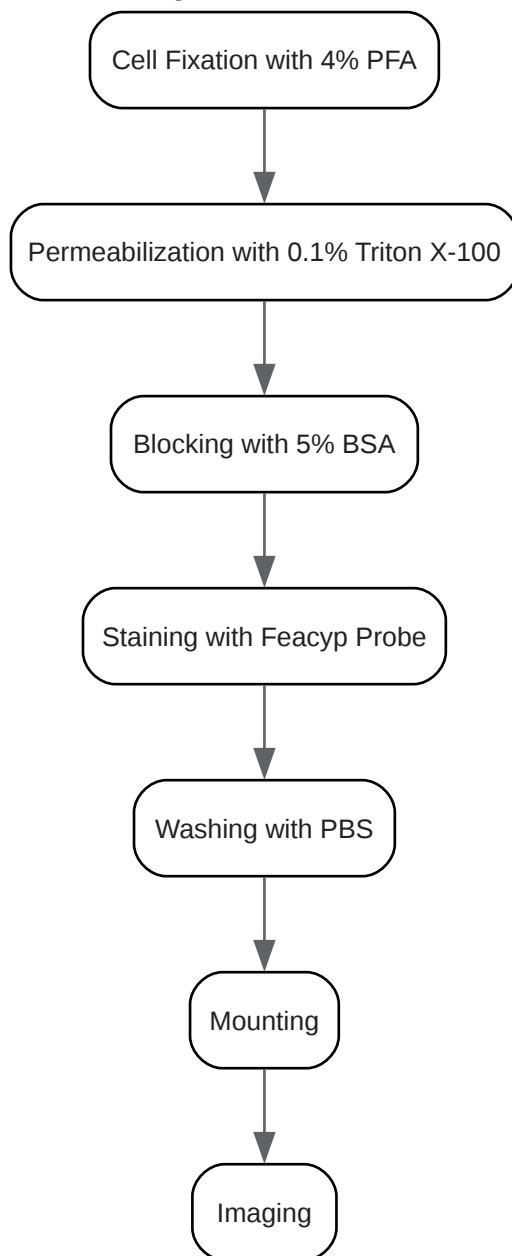 Cell Fixation with 4% PFA
Permeabilization with 0.1% Triton X-100
Blocking with 5% BSA
Staining with Feacyp Probe
Washing with PBS
Mounting
Imaging